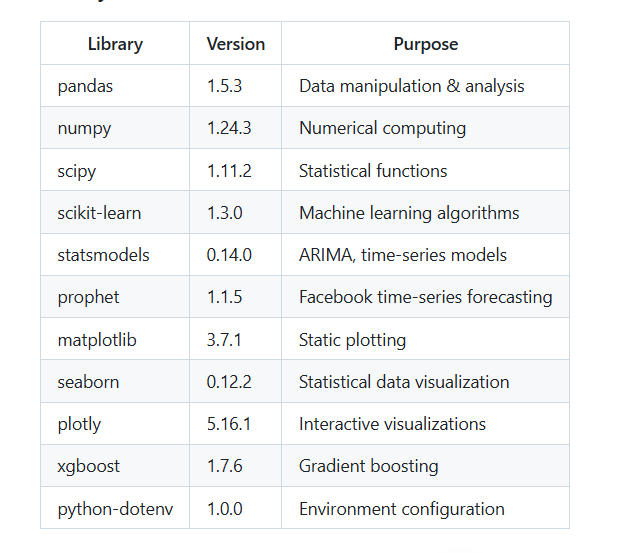 Library Version Purpose
pandas 1.5.3 Data manipulation & analysis
numpy 1.24.3 Numerical computing
scipy 1.11.2 Statistical functions
scikit-learn 1.3.0 Machine learning algorithms
statsmodels 0.14.0 ARIMA, time-series models
prophet 1.1.5 Facebook time-series forecasting
matplotlib 3.7.1 Static plotting
seaborn 0.12.2 Statistical data visualization
plotly 5.16.1 Interactive visualizations
xgboost 1.7.6 Gradient boosting
python-dotenv 1.0.0 Environment configuration